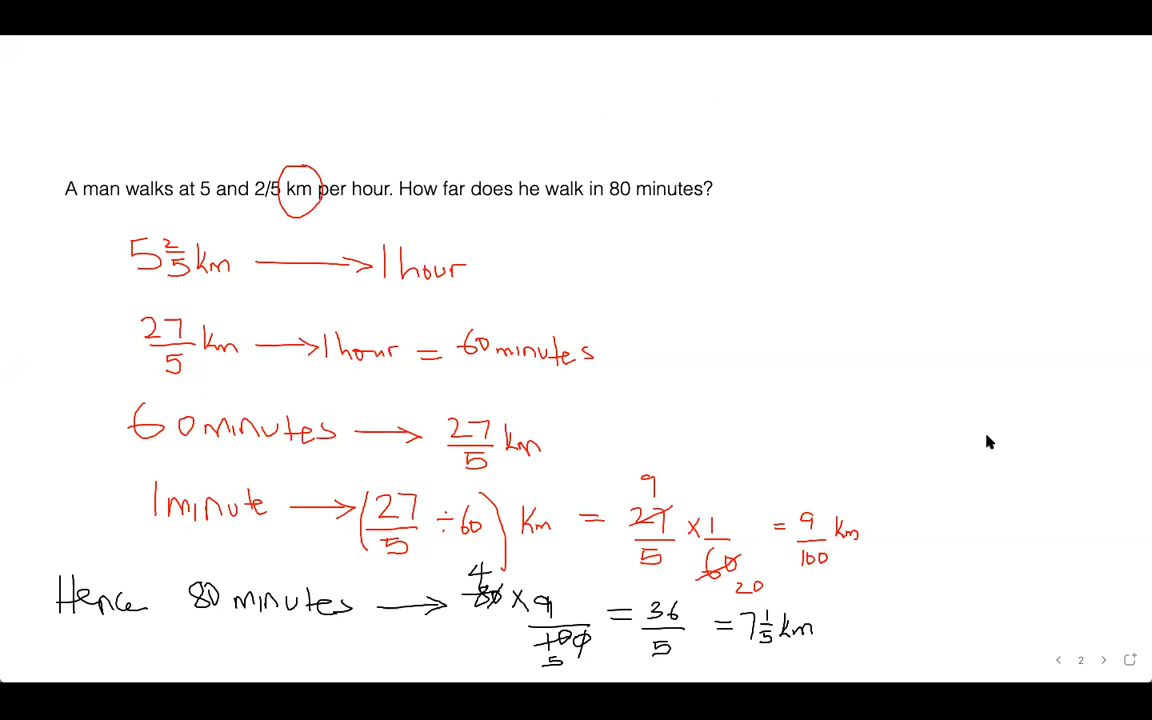 A man walks at 5 and 2/5 km per hour. How far does he walk in 80 minutes?
5 2/5 km → 1 hour
27/5 km → 1 hour = 60 minutes
60 minutes → 27/5 km
1 minute → (27/5 ÷ 60) km = 27/5 9 × 1/60 20 = 9/100 km
Hence 80 minutes → 80 4 × 9/100 5 = 36/5 = 7 1/5 km
2